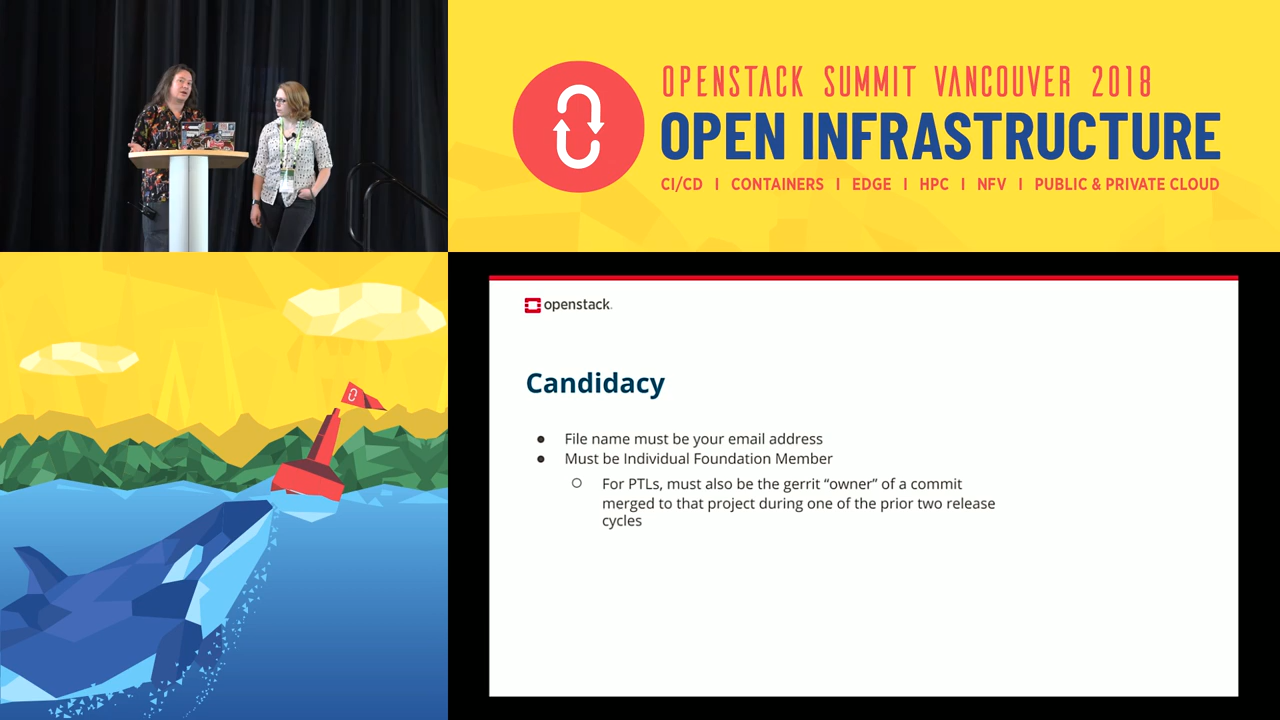 OPENSTACK SUMMIT VANCOUVER 2018
OPEN INFRASTRUCTURE
CI/CD | CONTAINERS | EDGE | HPC | NFV | PUBLIC & PRIVATE CLOUD
openstack.
Candidacy
● File name must be your email address
● Must be Individual Foundation Member
○ For PTLs, must also be the gerrit “owner” of a commit
merged to that project during one of the prior two release
cycles